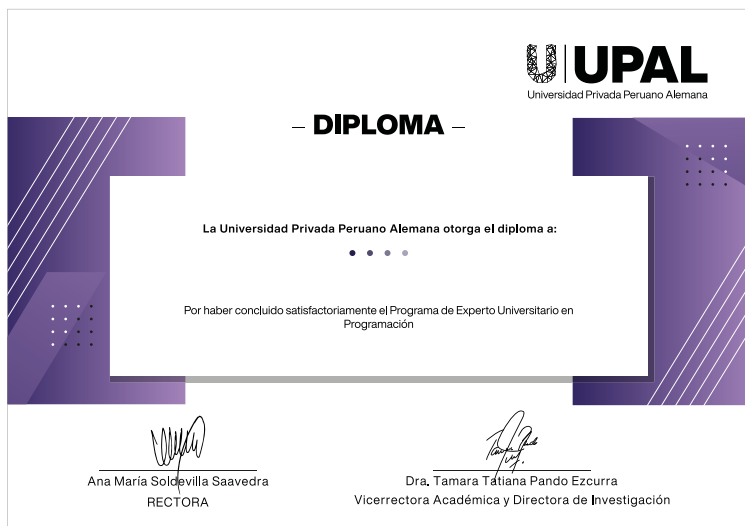 UPAL
Universidad Privada Peruano Alemana
– DIPLOMA –
La Universidad Privada Peruano Alemana otorga el diploma a:
Por haber concluido satisfactoriamente el Programa de Experto Universitario en
Programación
Ana María Soldevilla Saavedra
RECTORA
Dra. Tamara Tatiana Pando Ezcurra
Vicerrectora Académica y Directora de Investigación